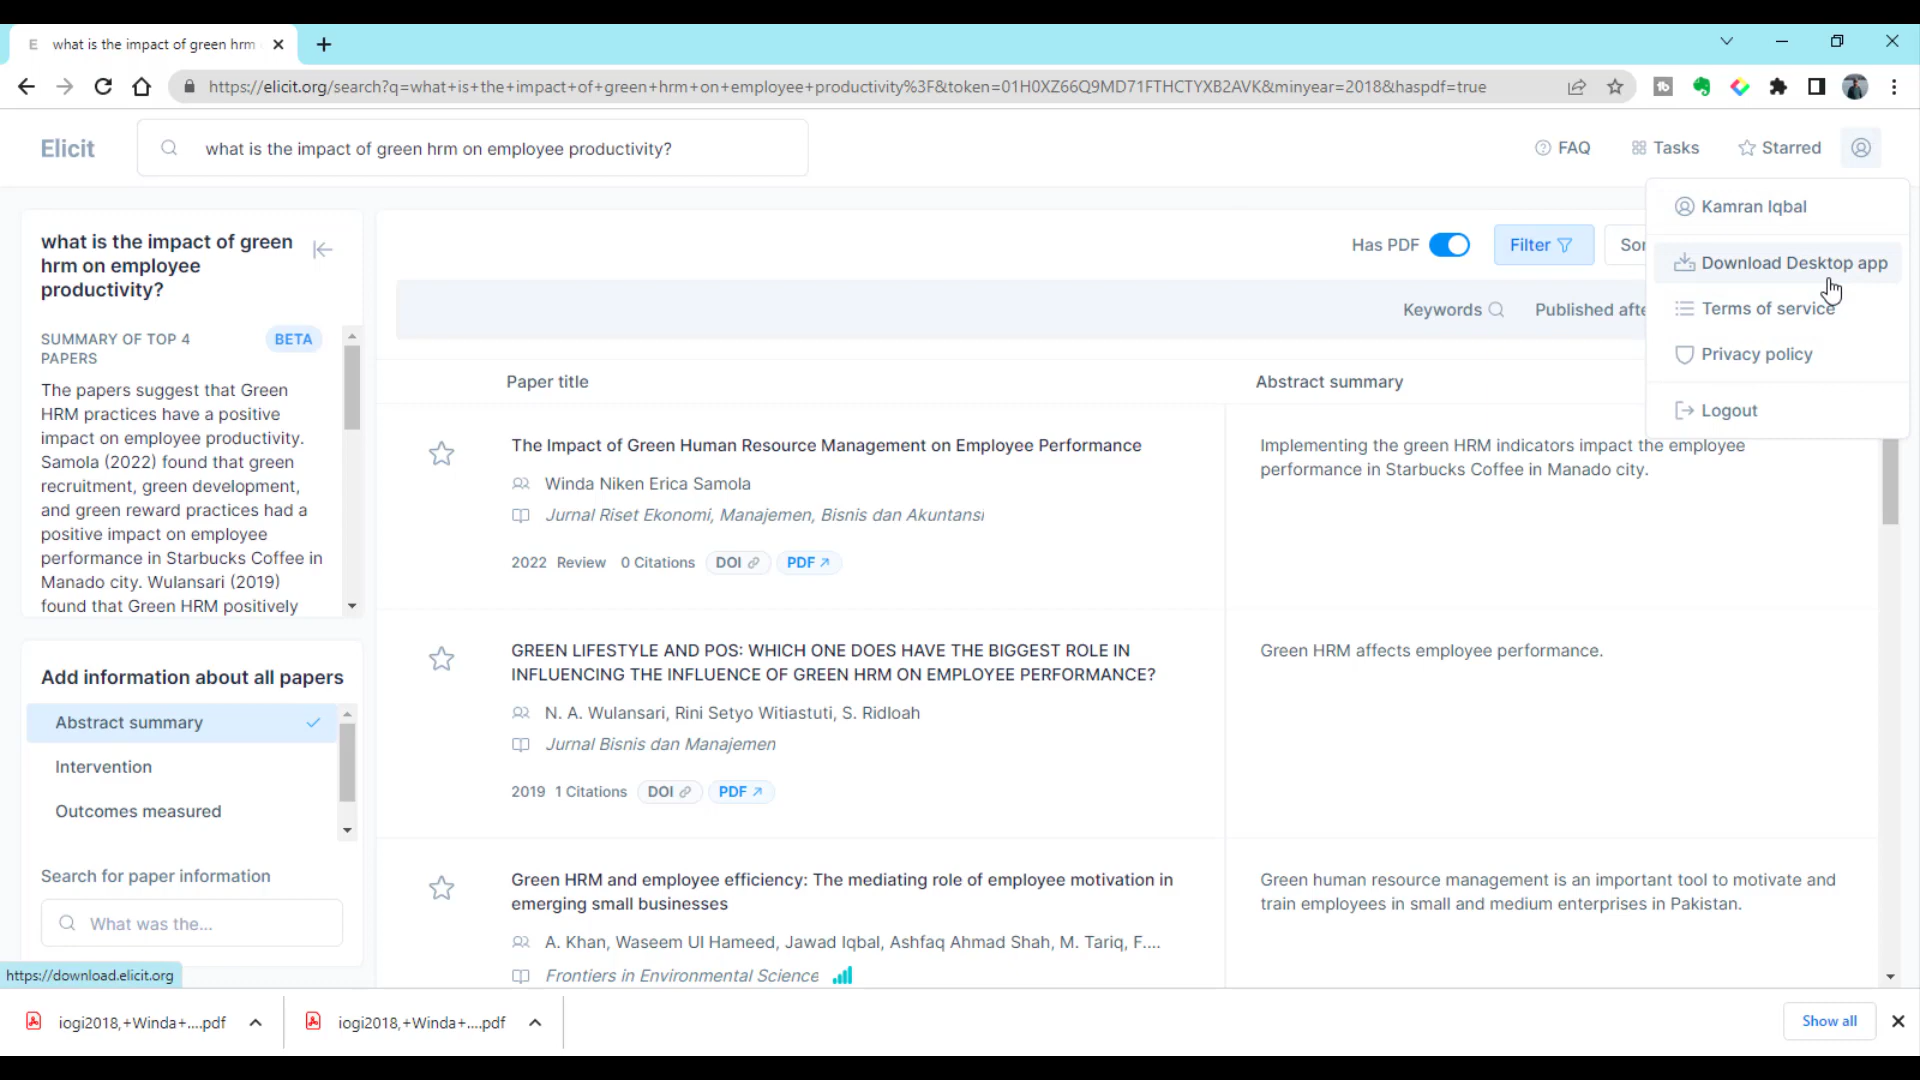 E what is the impact of green hrm
https://elicit.org/search?q=what+is+the+impact+of+green+hrm+on+employee+productivity%3F&token=01H0XZ66Q9MD71FTHCTYXB2AVK&minyear=2018&haspdf=true
Elicit
what is the impact of green hrm on employee productivity?
FAQ
Tasks
Starred
Kamran Iqbal
Download Desktop app
Terms of service
Privacy policy
Logout
what is the impact of green
hrm on employee
productivity?
SUMMARY OF TOP 4
PAPERS
BETA
The papers suggest that Green
HRM practices have a positive
impact on employee productivity.
Samola (2022) found that green
recruitment, green development,
and green reward practices had a
positive impact on employee
performance in Starbucks Coffee in
Manado city. Wulansari (2019)
found that Green HRM positively
Add information about all papers
Abstract summary
Intervention
Outcomes measured
Search for paper information
What was the...
https://download.elicit.org
Has PDF
Filter
Sor
Keywords
Published afte
Paper title
Abstract summary
The Impact of Green Human Resource Management on Employee Performance
Winda Niken Erica Samola
Jurnal Riset Ekonomi, Manajemen, Bisnis dan Akuntansi
2022 Review 0 Citations DOI PDF
Implementing the green HRM indicators impact the employee
performance in Starbucks Coffee in Manado city.
GREEN LIFESTYLE AND POS: WHICH ONE DOES HAVE THE BIGGEST ROLE IN
INFLUENCING THE INFLUENCE OF GREEN HRM ON EMPLOYEE PERFORMANCE?
N. A. Wulansari, Rini Setyo Witiastuti, S. Ridloah
Jurnal Bisnis dan Manajemen
2019 1 Citations DOI PDF
Green HRM affects employee performance.
Green HRM and employee efficiency: The mediating role of employee motivation in
emerging small businesses
A. Khan, Waseem Ul Hameed, Jawad Iqbal, Ashfaq Ahmad Shah, M. Tariq, F....
Frontiers in Environmental Science
Green human resource management is an important tool to motivate and
train employees in small and medium enterprises in Pakistan.
iogi2018,+Winda+....pdf
iogi2018,+Winda+....pdf
Show all